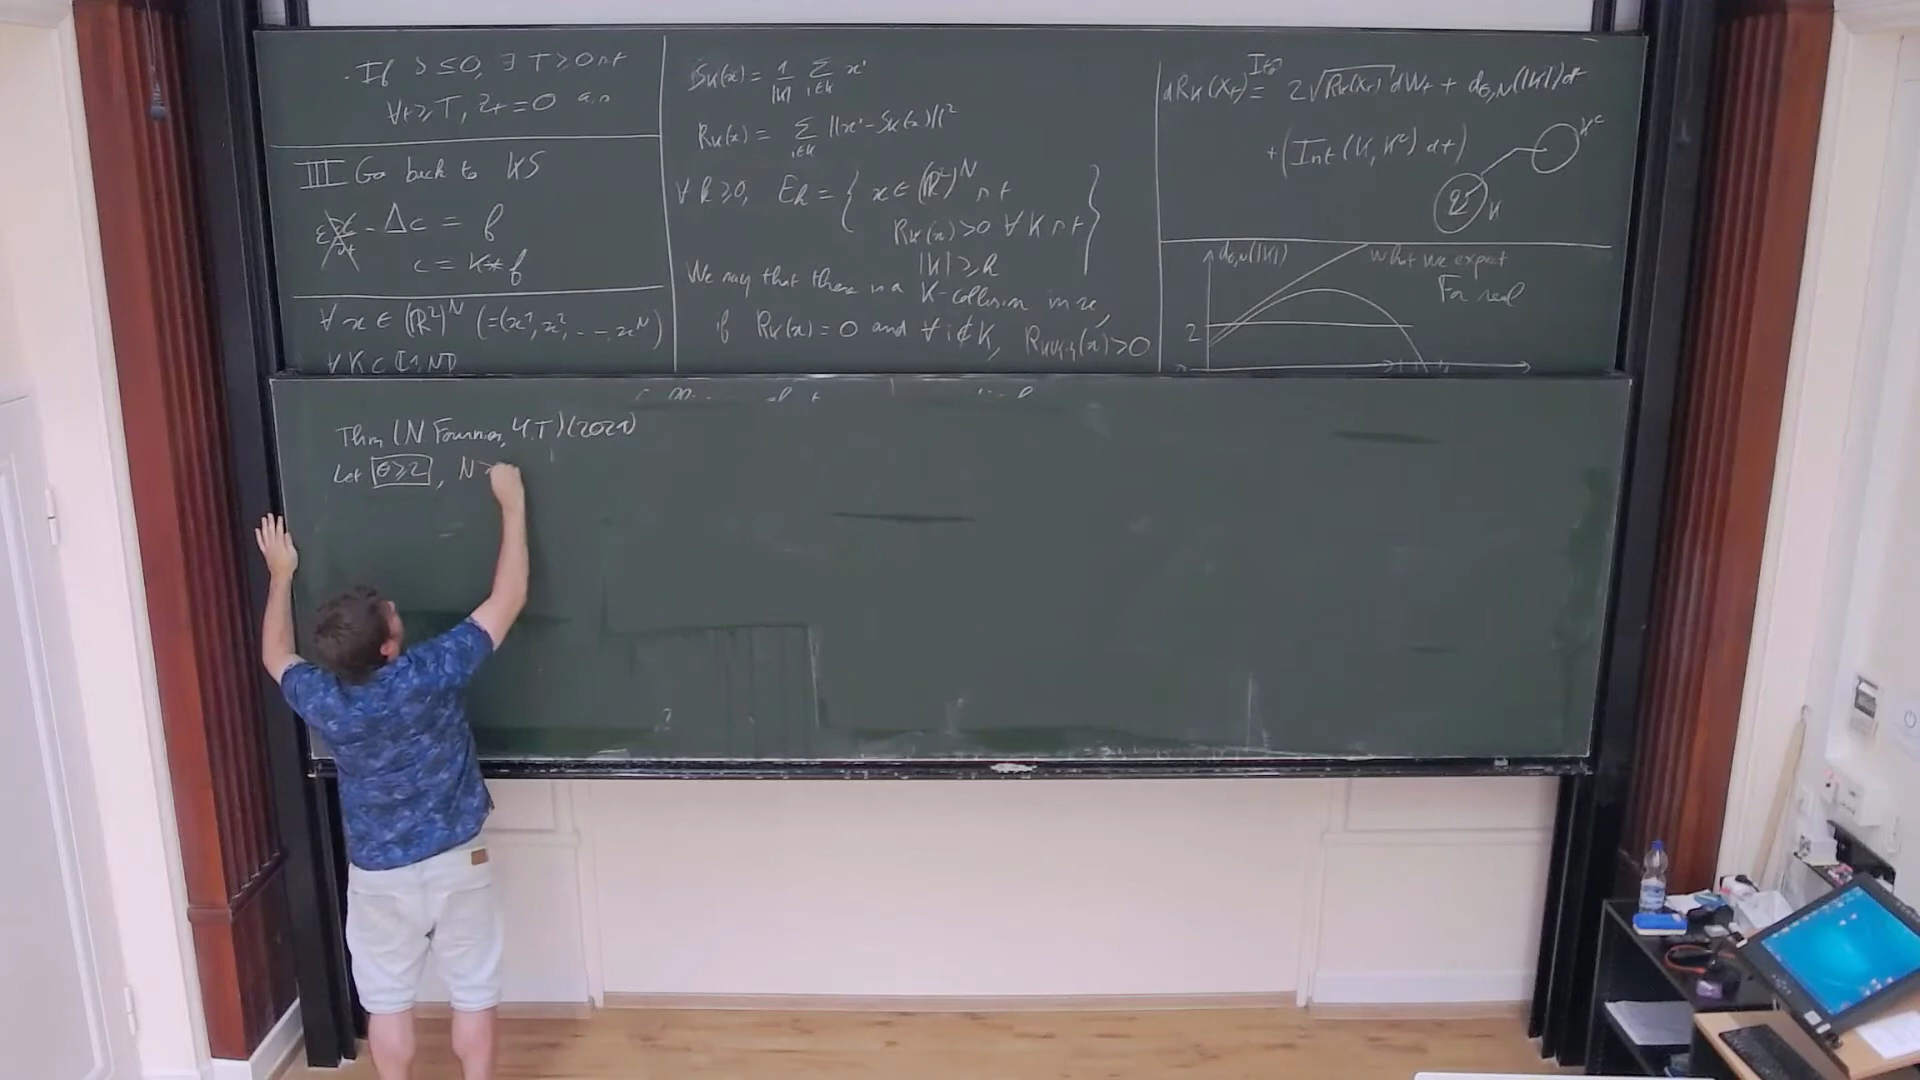 . If δ ≤ 0, ∃ T > 0 st
∀t ≥ T, Z_t = 0 a.s
III Go back to KS
- Δc = f
c = K * f
∀ x ∈ (ℝ²)^N (=(x¹, x², ..., x^N))
∀ K ⊂ ⟦1,N⟧
S_K(x) = 1/|K| Σ_{i∈K} x^i
R_K(x) = Σ_{i∈K} ||x^i - S_K(x)||²
∀ k ≥ 0, E_k = { x ∈ (ℝ²)^N st
R_K(x) > 0 ∀ K st
|K| ≥ k }
We say that there is a K-collision in x,
if R_K(x) = 0 and ∀ i ∉ K, R_{K∪{i}}(x) > 0
dR_K(X_t) =^{Itô} 2√R_K(X_t) dW_t + d_{θ,N}(|K|) dt
+ (Int (K, K^c) dt)
K^c
K
d_{θ,N}(|K|)
what we expect
For real
2
Thm (N Fournier, Y.T) (2021)
Let θ ≥ 2, N >